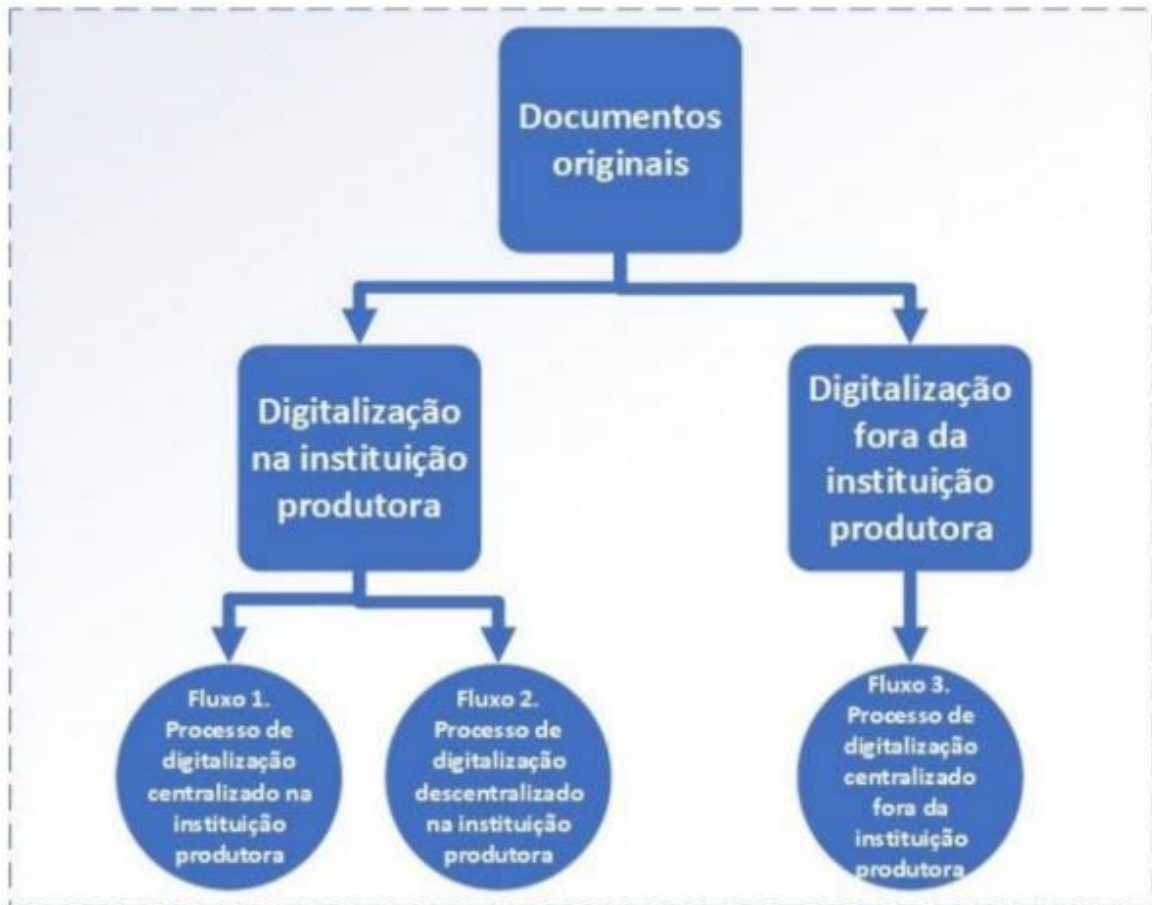 Documentos
originais
Digitalização
na instituição
produtora
Digitalização
fora da
instituição
produtora
Fluxo 1.
Processo de
digitalização
centralizado na
instituição
produtora
Fluxo 2.
Processo de
digitalização
descentralizado
na instituição
produtora
Fluxo 3.
Processo de
digitalização
centralizado
fora da
instituição
produtora